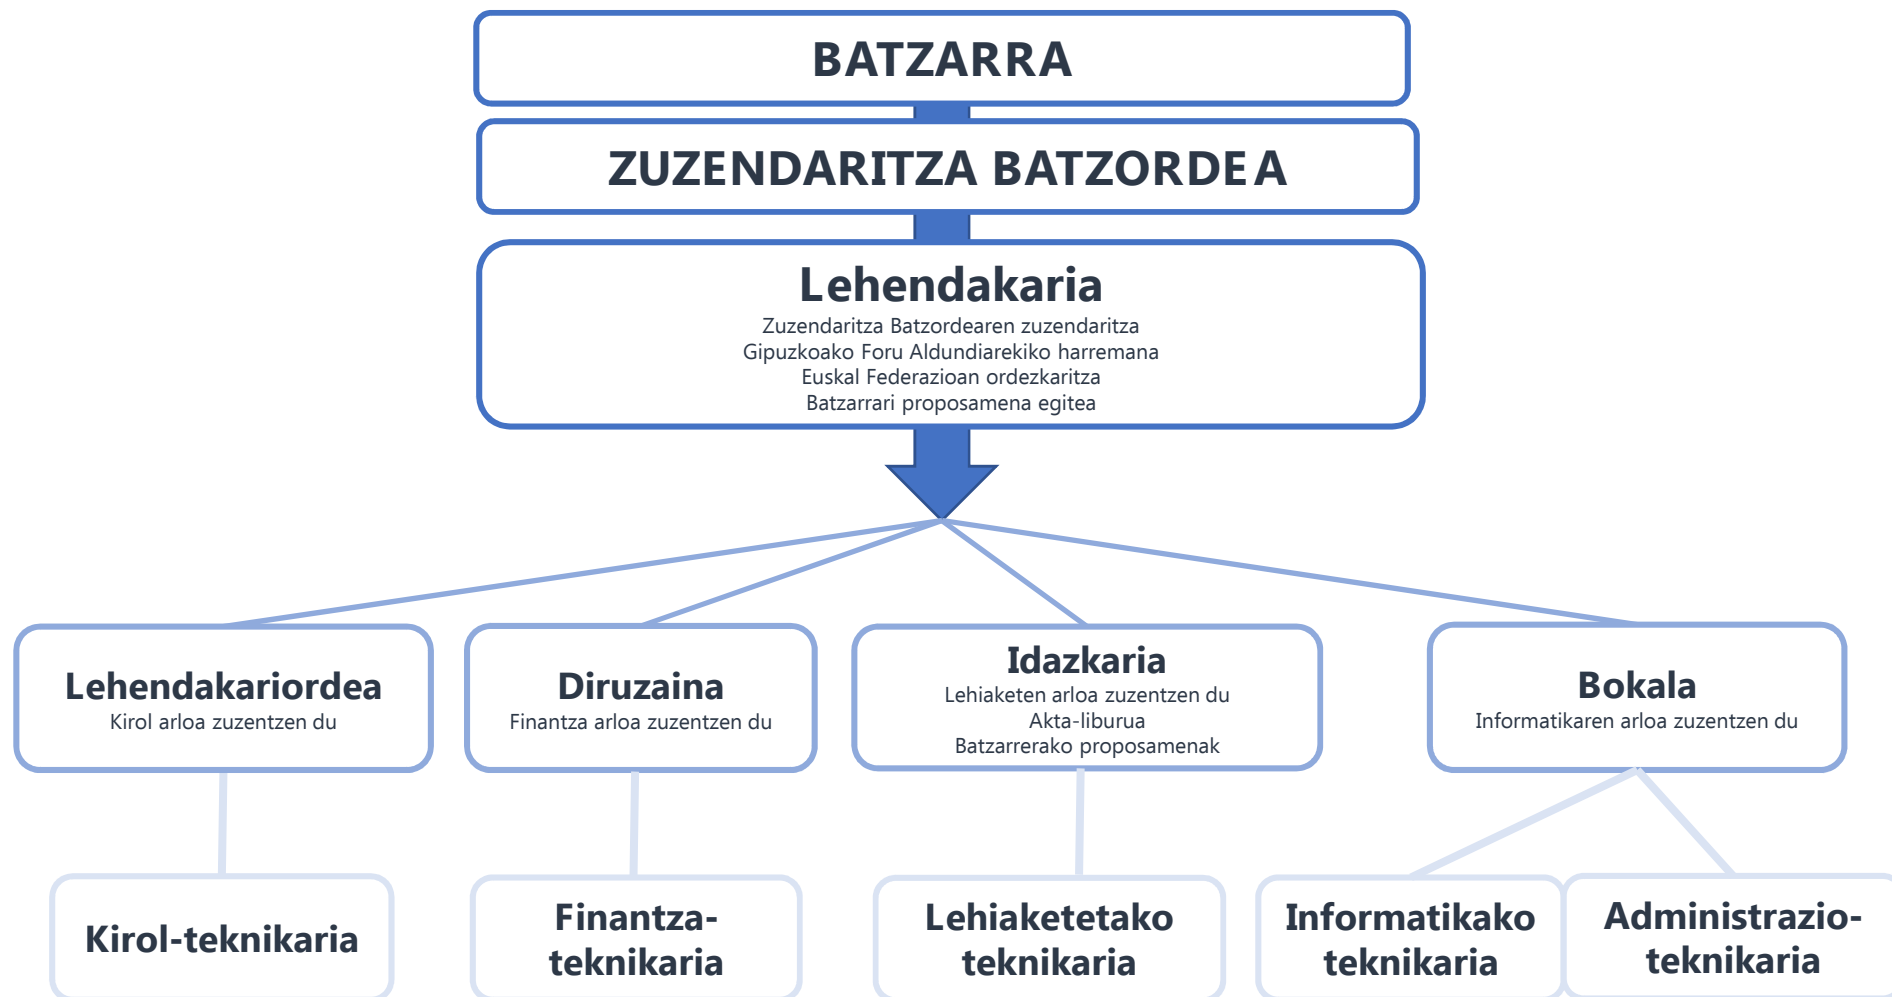 BATZARRA
ZUZENDARITZA BATZORDEA
Lehendakaria
Zuzendaritza Batzordearen zuzendaritza
Gipuzkoako Foru Aldundiarekiko harremana
Euskal Federazioan ordezkaritza
Batzarrari proposamena egitea
Lehendakariordea
Kirol arloa zuzentzen du
Diruzaina
Finantza arloa zuzentzen du
Idazkaria
Lehiaketen arloa zuzentzen du
Akta-liburua
Batzarrerako proposamenak
Bokala
Informatikaren arloa zuzentzen du
Kirol-teknikaria
Finantza-
teknikaria
Lehiaketetako
teknikaria
Informatikako
teknikaria
Administrazio-
teknikaria